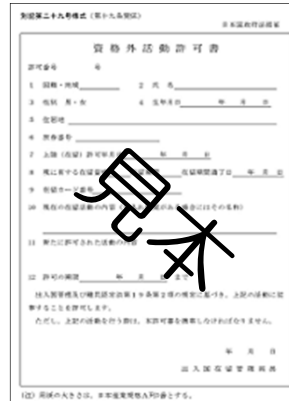 別記第二十九号様式（第十九条関係）
日本国政府法務省
資格外活動許可書
許可番号 号
1 国籍・地域 2 氏名
3 性別 男・女 4 生年月日 年 月 日
5 住居地
6 旅券番号
7 上陸（在留）許可年月日 年 月 日
8 現に有する在留資格 在留期間 在留期間満了日 年 月 日
9 在留カード番号
10 現在の在留活動の内容
11 新たに許可された活動の内容
12 許可の期限 年 月 日まで
出入国管理及び難民認定法第19条第2項の規定に基づき、上記の活動に従
事することを許可します。
ただし、上記の活動を行う際は、本許可書を携帯しなければなりません。
年 月 日
出入国在留管理局長
（注）用紙の大きさは、日本産業規格A列5番とする。
見本